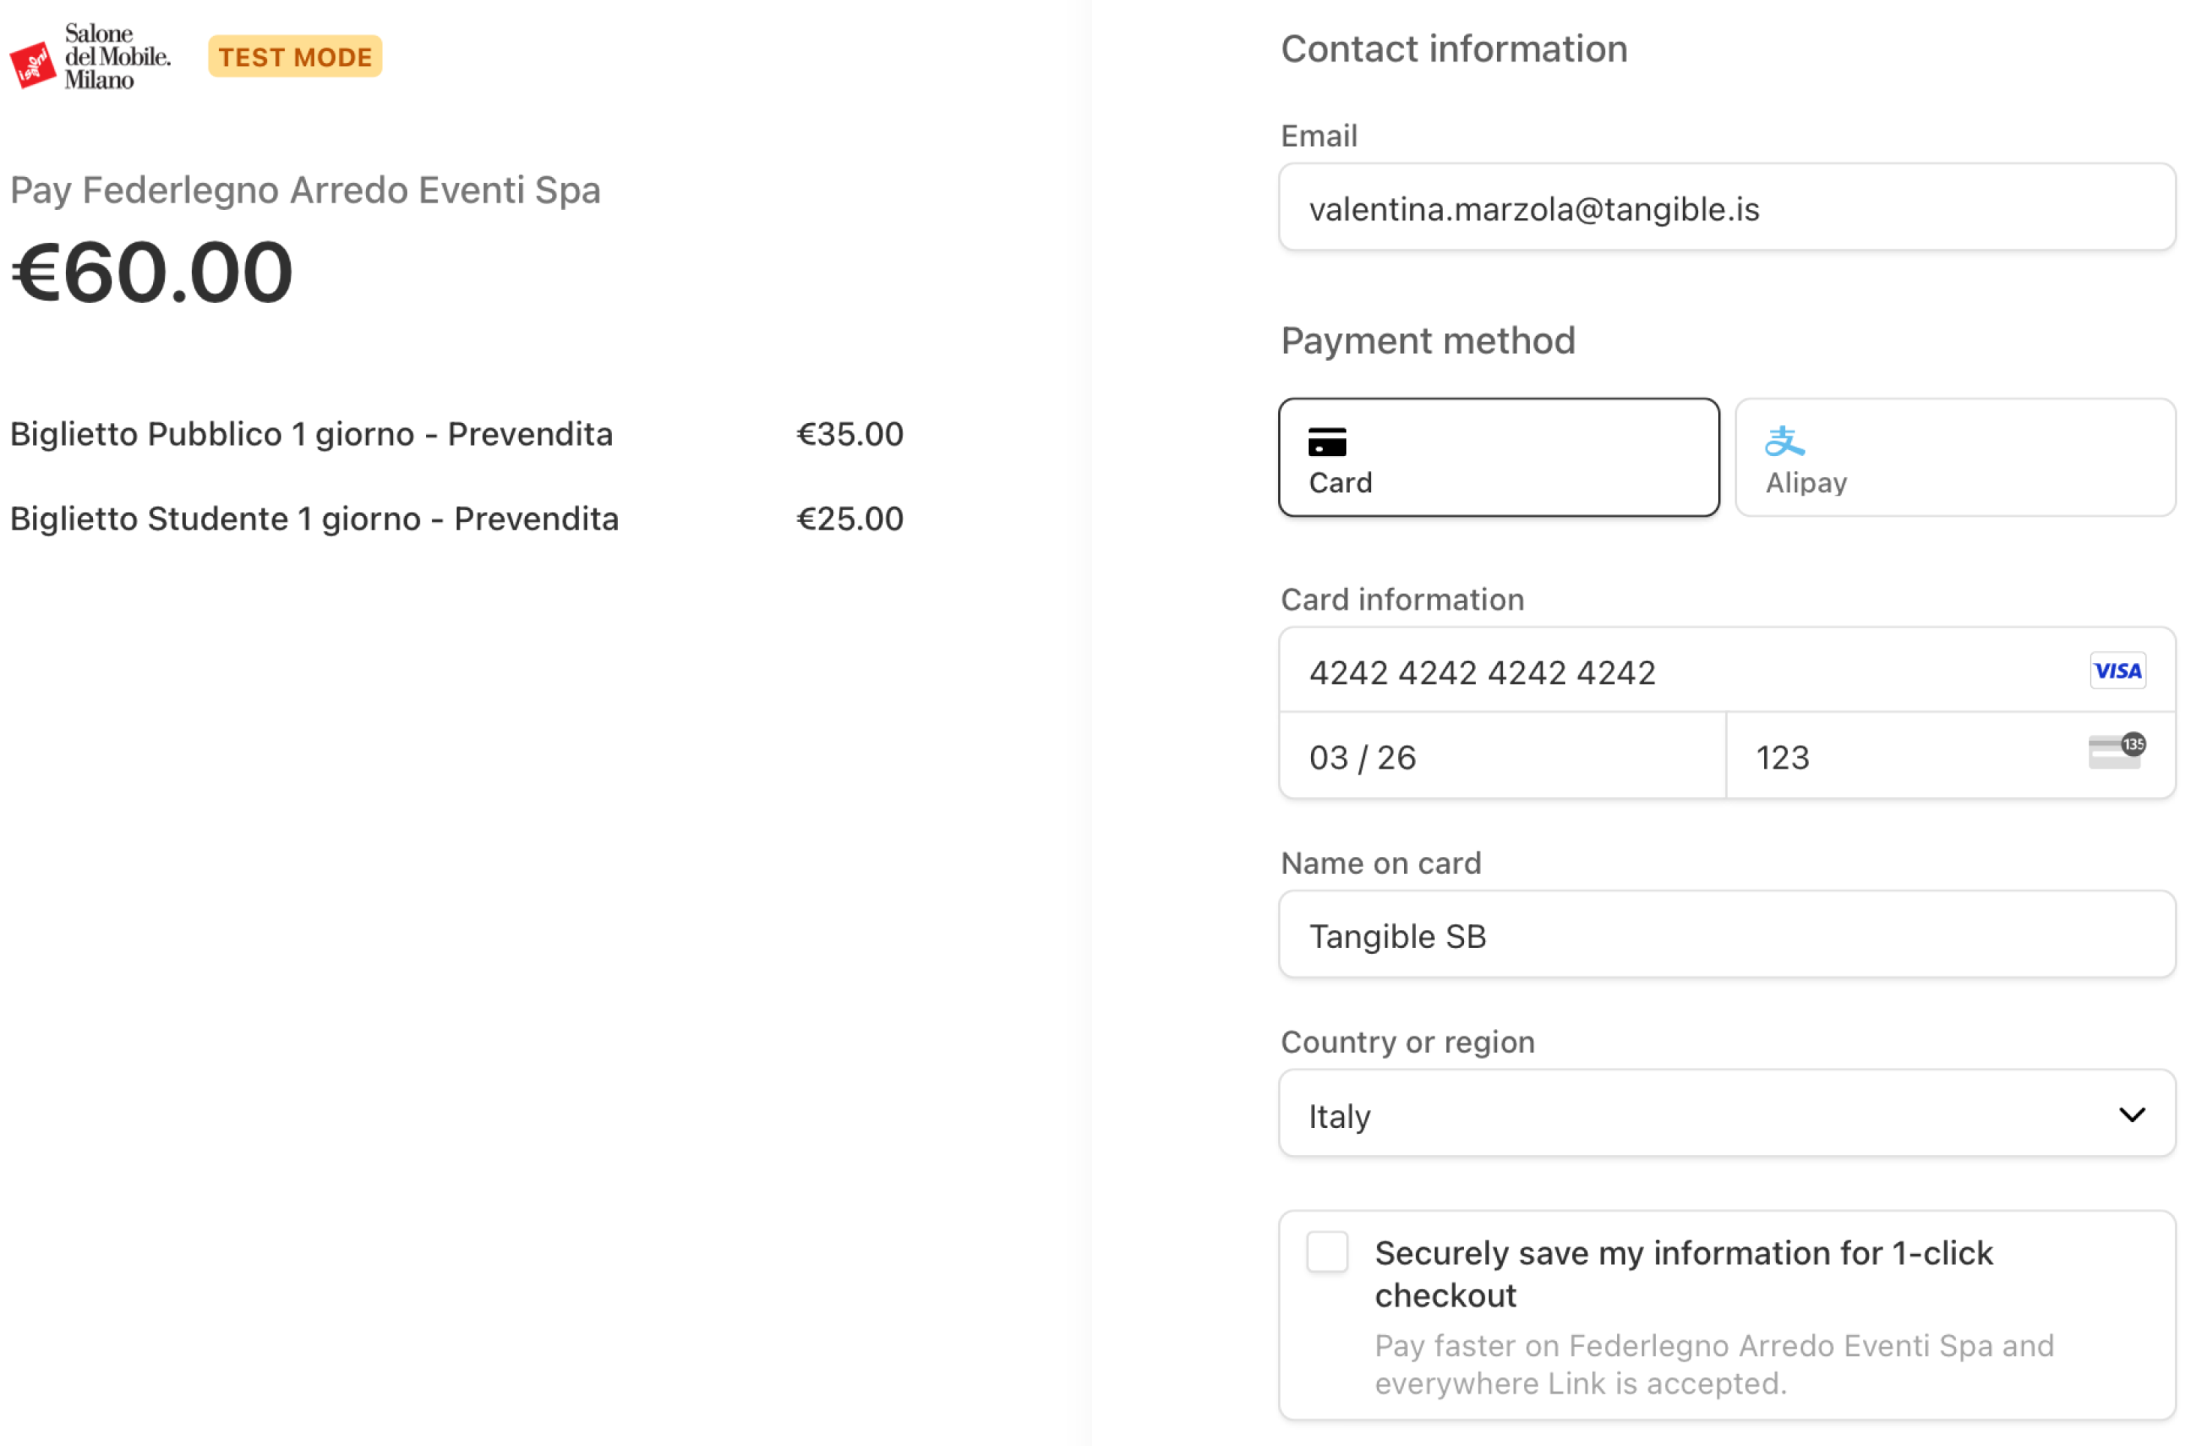 Salone
del Mobile.
Milano
TEST MODE
Pay Federlegno Arredo Eventi Spa
€60.00
Biglietto Pubblico 1 giorno - Prevendita €35.00
Biglietto Studente 1 giorno - Prevendita €25.00
Contact information
Email
valentina.marzola@tangible.is
Payment method
Card
支
Alipay
Card information
4242 4242 4242 4242 VISA
03 / 26
123
135
Name on card
Tangible SB
Country or region
Italy
Securely save my information for 1-click
checkout
Pay faster on Federlegno Arredo Eventi Spa and
everywhere Link is accepted.